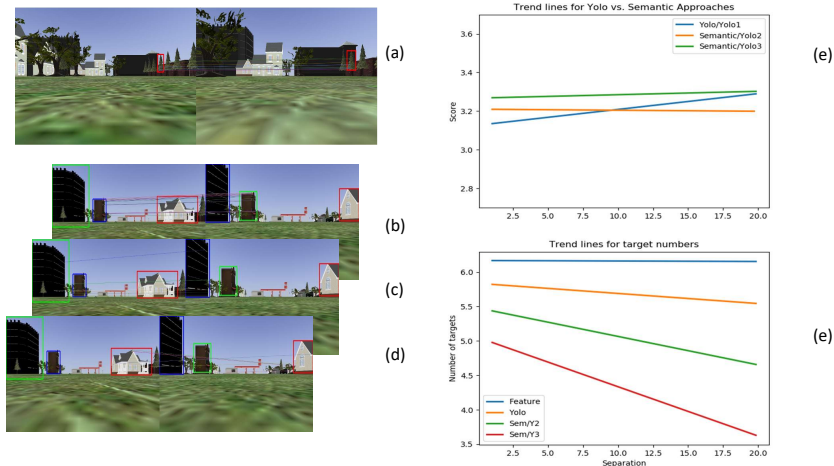 (a)
(b)
(c)
(d)
Trend lines for Yolo vs. Semantic Approaches
(e)
Score
3.6
3.4
3.2
3.0
2.8
Yolo/Yolo1
Semantic/Yolo2
Semantic/Yolo3
2.5 5.0 7.5 10.0 12.5 15.0 17.5 20.0
Trend lines for target numbers
(e)
Number of targets
6.0
5.5
5.0
4.5
4.0
3.5
Feature
Yolo
Sem/Y2
Sem/Y3
2.5 5.0 7.5 10.0 12.5 15.0 17.5 20.0
Separation